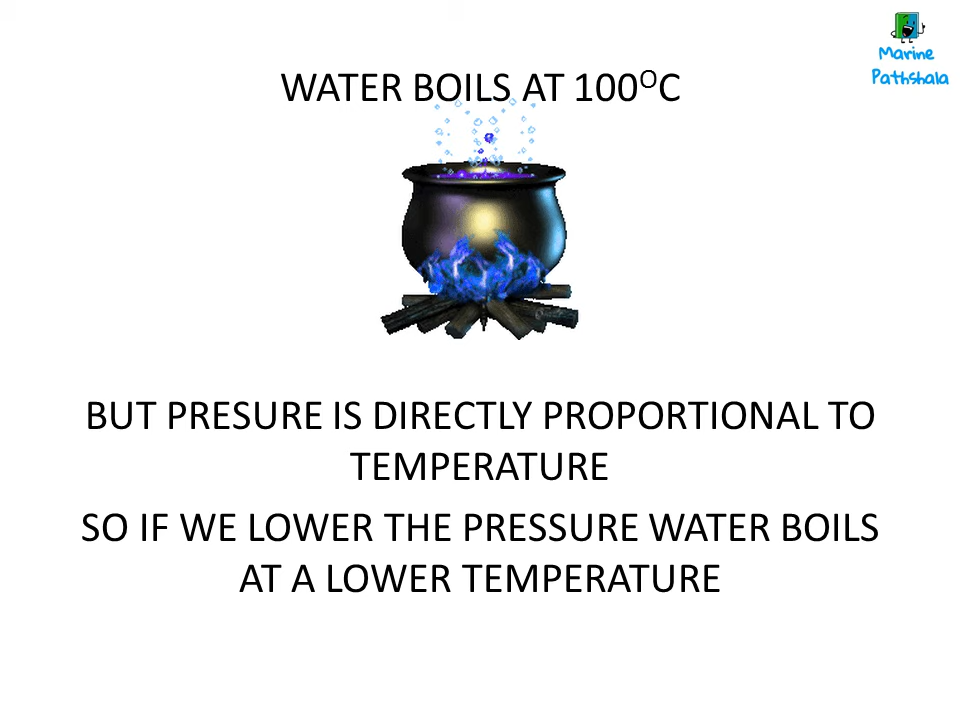 Marine
Pathshala
WATER BOILS AT 100ᴼC
BUT PRESURE IS DIRECTLY PROPORTIONAL TO
TEMPERATURE
SO IF WE LOWER THE PRESSURE WATER BOILS
AT A LOWER TEMPERATURE